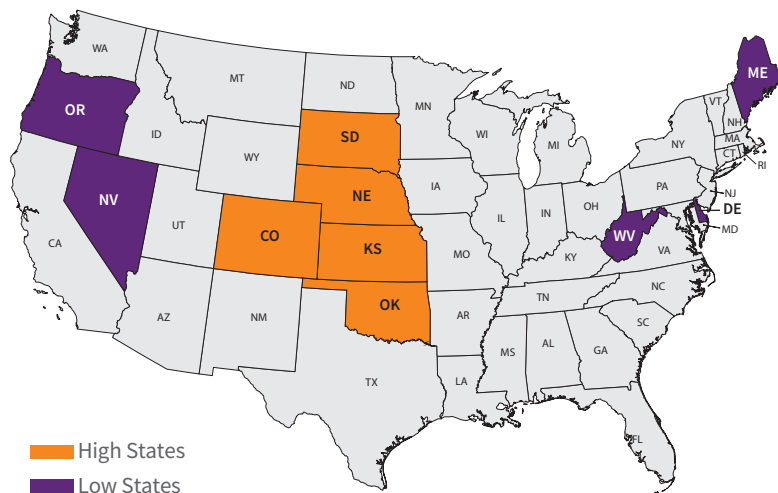 WA
MT
ND
MN
ME
VT
NH
OR
ID
SD
WI
MI
NY
MA
CT
RI
WY
NE
IA
PA
NJ
NV
UT
CO
IL
IN
OH
DE
MD
CA
KS
MO
KY
WV
VA
AZ
NM
OK
AR
TN
NC
SC
MS
AL
GA
TX
LA
FL
High States
Low States